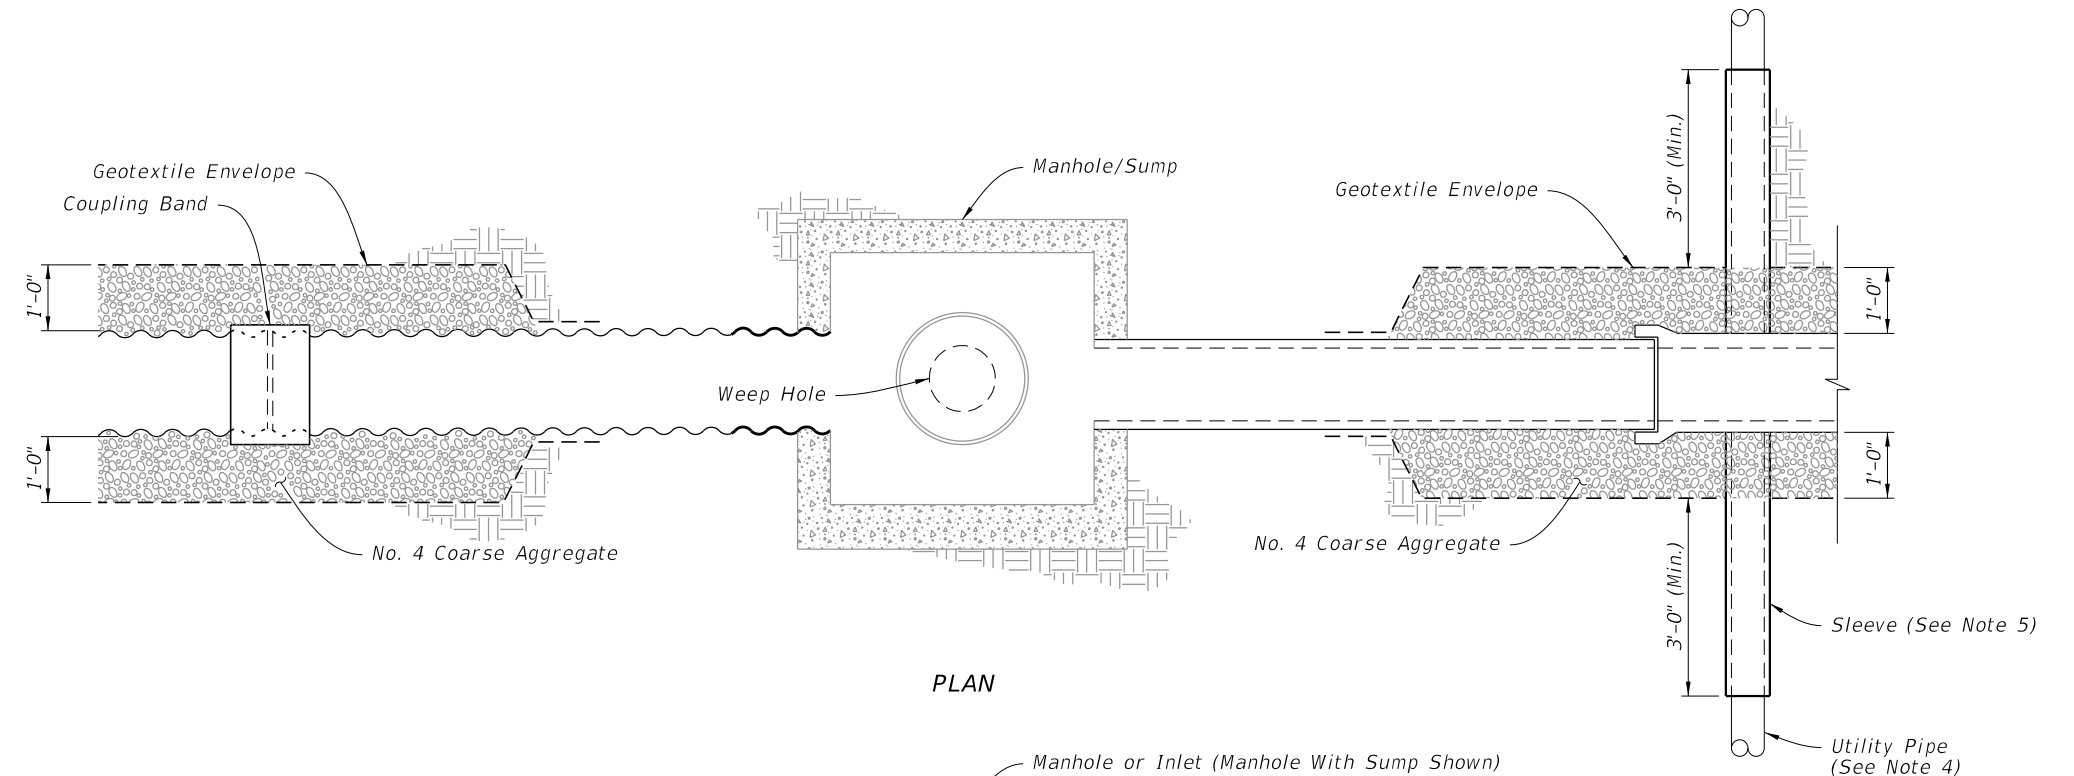 Geotextile Envelope
Coupling Band
1'-0"
1'-0"
No. 4 Coarse Aggregate
Manhole/Sump
Weep Hole
Geotextile Envelope
3'-0" (Min.)
1'-0"
1'-0"
No. 4 Coarse Aggregate
3'-0" (Min.)
Sleeve (See Note 5)
PLAN
Utility Pipe
(See Note 4)
Manhole or Inlet (Manhole With Sump Shown)